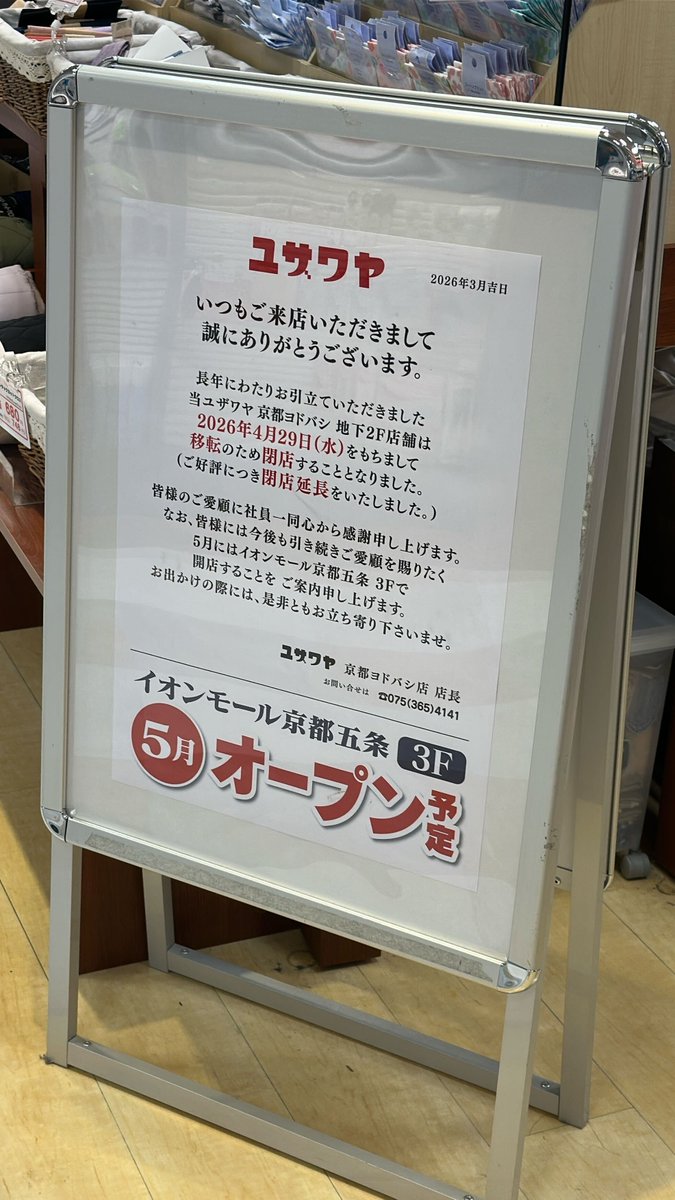 ユザワヤ
2026年3月吉日
いつもご来店いただきまして
誠にありがとうございます。
長年にわたりお引立ていただきました
当ユザワヤ 京都ヨドバシ 地下2F店舗は
2026年4月29日(水)をもちまして
移転のため閉店することとなりました。
(ご好評につき閉店延長をいたしました。)
皆様のご愛顧に社員一同心から感謝申し上げます。
なお、皆様には今後も引き続きご愛顧を賜りたく
5月にはイオンモール京都五条 3Fで
開店することを ご案内申し上げます。
お出かけの際には、是非ともお立ち寄り下さいませ。
ユザワヤ 京都ヨドバシ店 店長
お問い合せは ☎075(365)4141
イオンモール京都五条 3F
5月 オープン予定
680